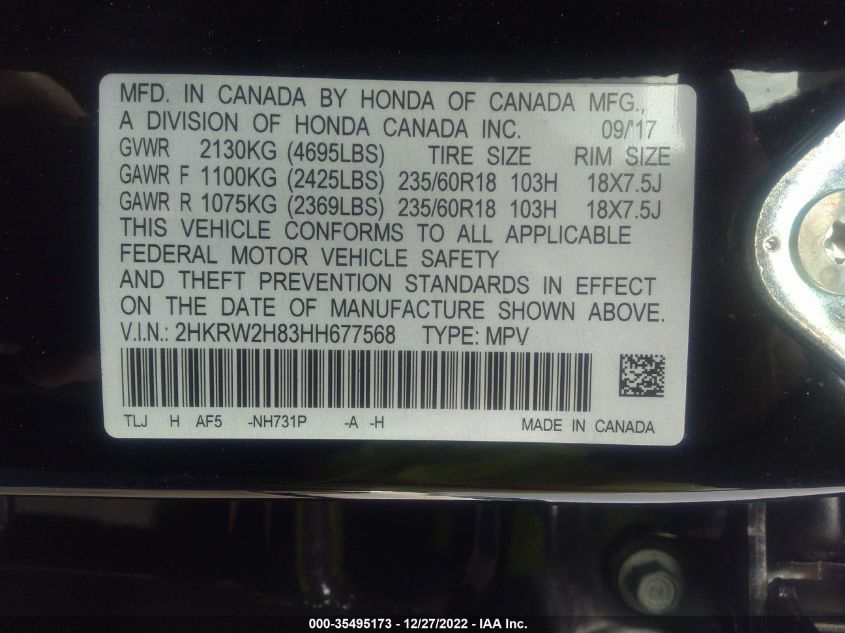 MFD. IN CANADA BY HONDA OF CANADA MFG.,
A DIVISION OF HONDA CANADA INC. 09/'17
GVWR 2130KG (4695LBS) TIRE SIZE RIM SIZE
GAWR F 1100KG (2425LBS) 235/60R18 103H 18X7.5J
GAWR R 1075KG (2369LBS) 235/60R18 103H 18X7.5J
THIS VEHICLE CONFORMS TO ALL APPLICABLE
FEDERAL MOTOR VEHICLE SAFETY
AND THEFT PREVENTION STANDARDS IN EFFECT
ON THE DATE OF MANUFACTURE SHOWN ABOVE.
V.I.N.: 2HKRW2H83HH677568 TYPE: MPV
TLJ H AF5 -NH731P -A -H MADE IN CANADA
000-35495173 - 12/27/2022 - IAA Inc.